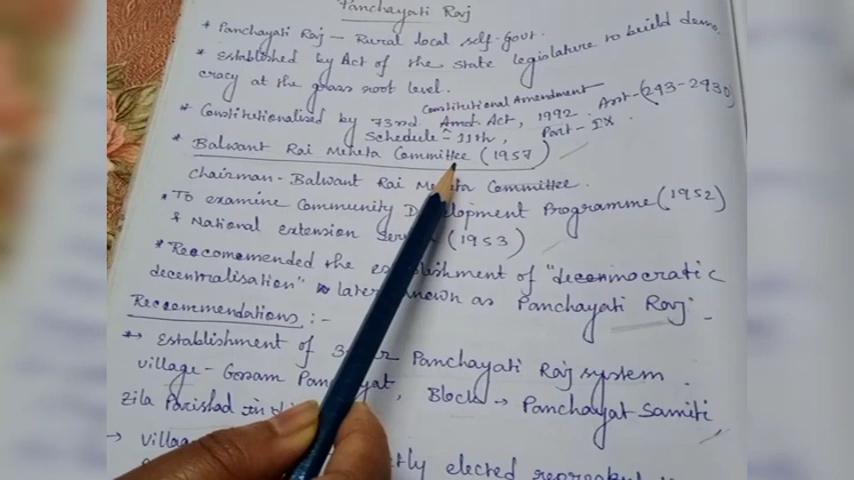 Panchayati Raj
* Panchayati Raj - Rural local self-Govt.
* Established by Act of the state legislature to build demo
cracy at the grass root level.
Constitutional Amendment
* Constitutionalised by 73rd Amdt Act, 1992. Art-(243-243O)
Schedule = 11th, Part-IX.
* Balwant Rai Mehta Committee (1957)
Chairman - Balwant Rai Committee.
* To examine Community Programme (1952)
& National extension (1953)
* Recommended the of "decenmocratic
decentralisation" later known as Panchayati Raj.
Recommendations :-
→ Establishment of Panchayati Raj system.
village - Gram, Block → Panchayat Samiti
Zila Parishad in
→ village
elected